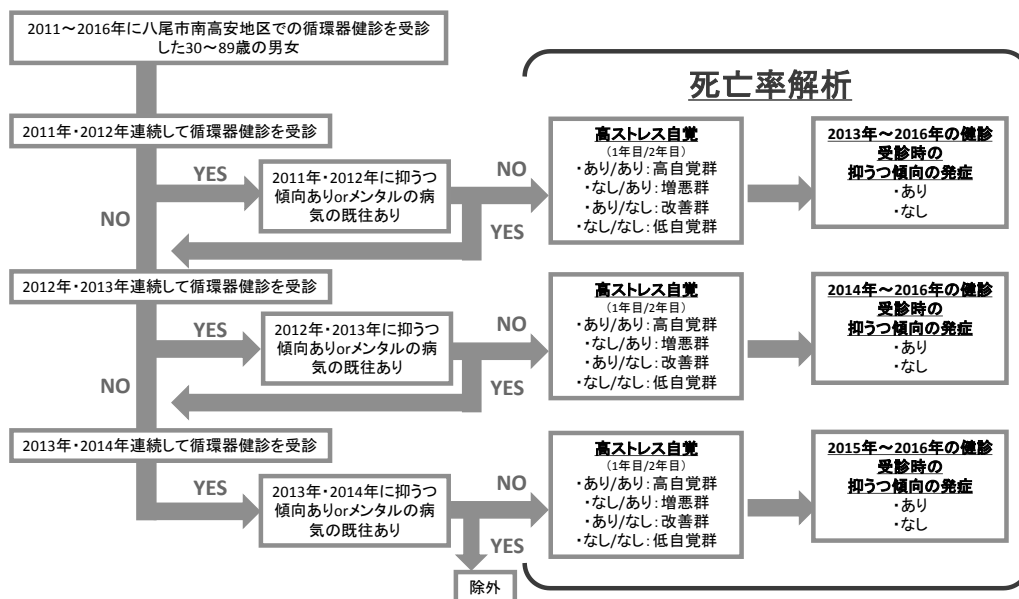 2011～2016年に八尾市南高安地区での循環器健診を受診
した30～89歳の男女
死亡率解析
2011年・2012年連続して循環器健診を受診
YES
NO
2011年・2012年に抑うつ
傾向ありorメンタルの病
気の既往あり
NO
YES
高ストレス自覚
(1年目/2年目)
・あり/あり：高自覚群
・なし/あり：増悪群
・あり/なし：改善群
・なし/なし：低自覚群
2013年～2016年の健診
受診時の
抑うつ傾向の発症
・あり
・なし
2012年・2013年連続して循環器健診を受診
YES
NO
2012年・2013年に抑うつ
傾向ありorメンタルの病
気の既往あり
NO
YES
高ストレス自覚
(1年目/2年目)
・あり/あり：高自覚群
・なし/あり：増悪群
・あり/なし：改善群
・なし/なし：低自覚群
2014年～2016年の健診
受診時の
抑うつ傾向の発症
・あり
・なし
2013年・2014年連続して循環器健診を受診
YES
2013年・2014年に抑うつ
傾向ありorメンタルの病
気の既往あり
NO
YES
除外
高ストレス自覚
(1年目/2年目)
・あり/あり：高自覚群
・なし/あり：増悪群
・あり/なし：改善群
・なし/なし：低自覚群
2015年～2016年の健診
受診時の
抑うつ傾向の発症
・あり
・なし